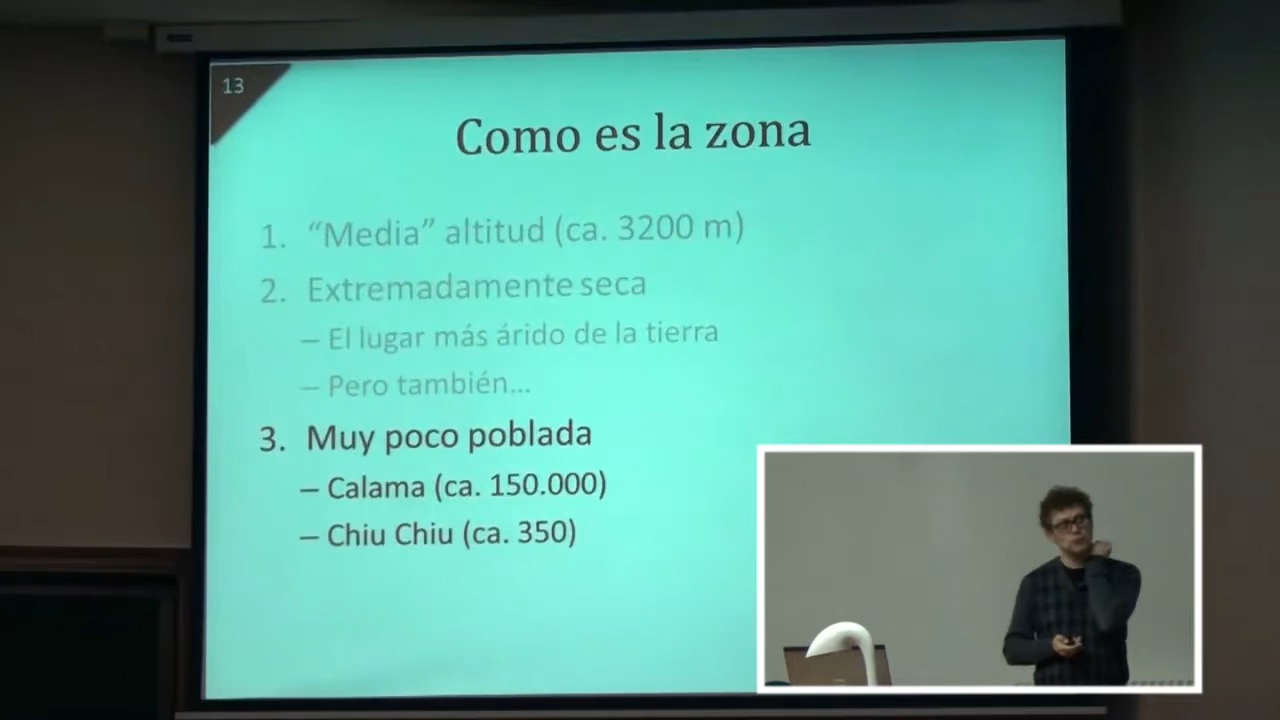 13
Como es la zona
1. “Media” altitud (ca. 3200 m)
2. Extremadamente seca
– El lugar más árido de la tierra
– Pero también...
3. Muy poco poblada
– Calama (ca. 150.000)
– Chiu Chiu (ca. 350)